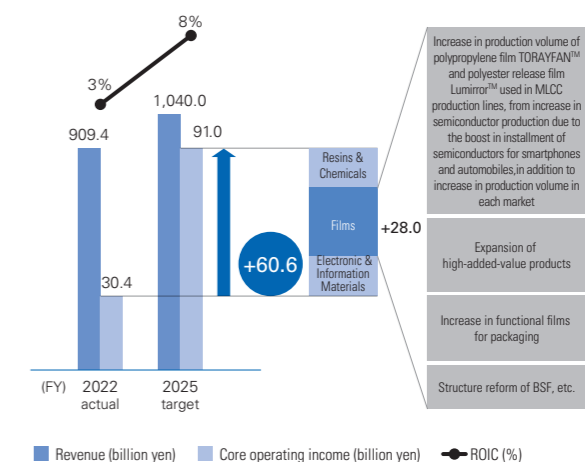 8%
3%
1,040.0
909.4
91.0
30.4
+60.6
Resins &
Chemicals
Films
+28.0
Electronic &
Information
Materials
Increase in production volume of
polypropylene film TORAYFAN™
and polyester release film
Lumirror™ used in MLCC
production lines, from increase in
semiconductor production due to
the boost in installment of
semiconductors for smartphones
and automobiles,in addition to
increase in production volume in
each market
Expansion of
high-added-value products
Increase in functional films
for packaging
Structure reform of BSF, etc.
(FY) 2022 2025
actual target
Revenue (billion yen) Core operating income (billion yen) ROIC (%)